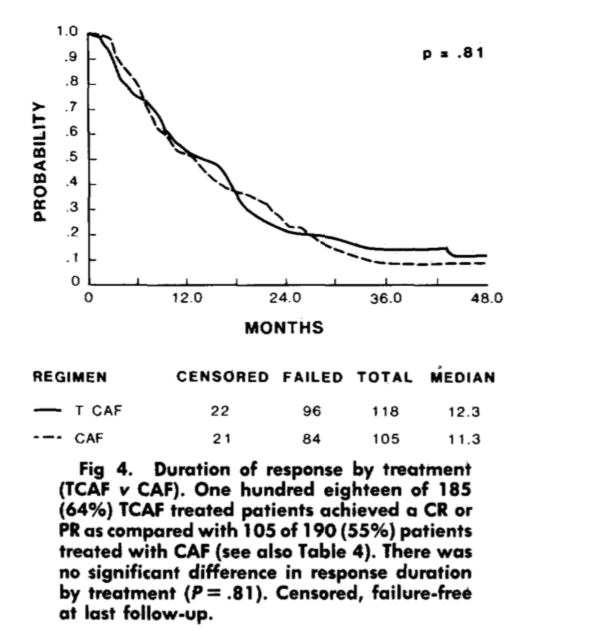 1.0
p = .81
.9
.8
.7
.6
.5
.4
.3
.2
.1
0
PROBABILITY
0 12.0 24.0 36.0 48.0
MONTHS
REGIMEN CENSORED FAILED TOTAL MEDIAN
T CAF 22 96 118 12.3
CAF 21 84 105 11.3
Fig 4. Duration of response by treatment
(TCAF v CAF). One hundred eighteen of 185
(64%) TCAF treated patients achieved a CR or
PR as compared with 105 of 190 (55%) patients
treated with CAF (see also Table 4). There was
no significant difference in response duration
by treatment (P = .81). Censored, failure-free
at last follow-up.